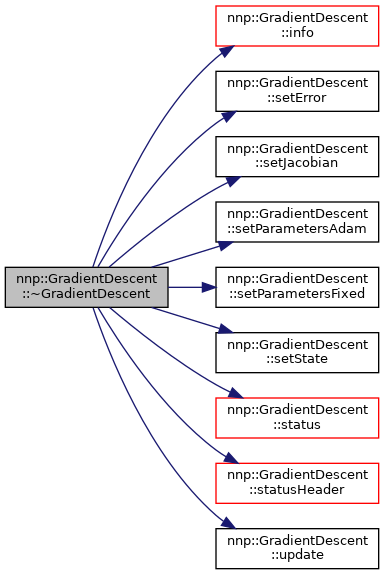 nnp::GradientDescent
::info
nnp::GradientDescent
::setError
nnp::GradientDescent
::setJacobian
nnp::GradientDescent
::setParametersAdam
nnp::GradientDescent
::~GradientDescent
nnp::GradientDescent
::setParametersFixed
nnp::GradientDescent
::setState
nnp::GradientDescent
::status
nnp::GradientDescent
::statusHeader
nnp::GradientDescent
::update